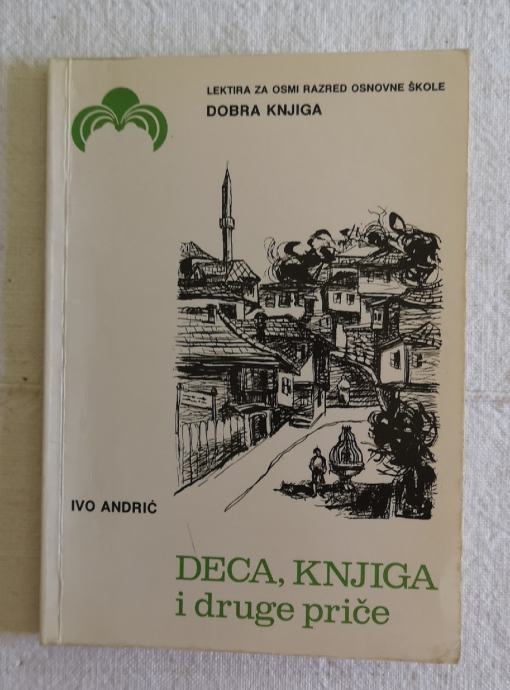 LEKTIRA ZA OSMI RAZRED OSNOVNE ŠKOLE
DOBRA KNJIGA
IVO ANDRIĆ
DECA, KNJIGA
i druge priče